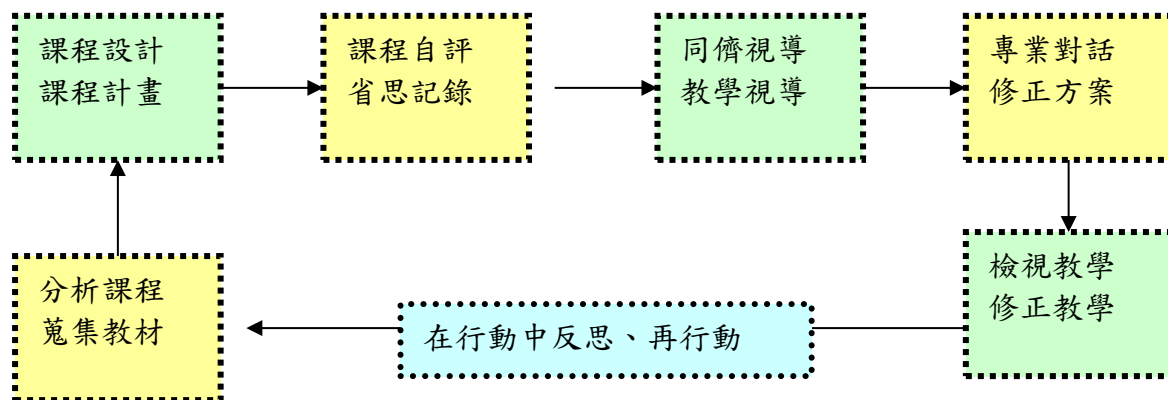 課程設計
課程計畫
課程自評
省思記錄
同儕視導
教學視導
專業對話
修正方案
檢視教學
修正教學
在行動中反思、再行動
分析課程
蒐集教材